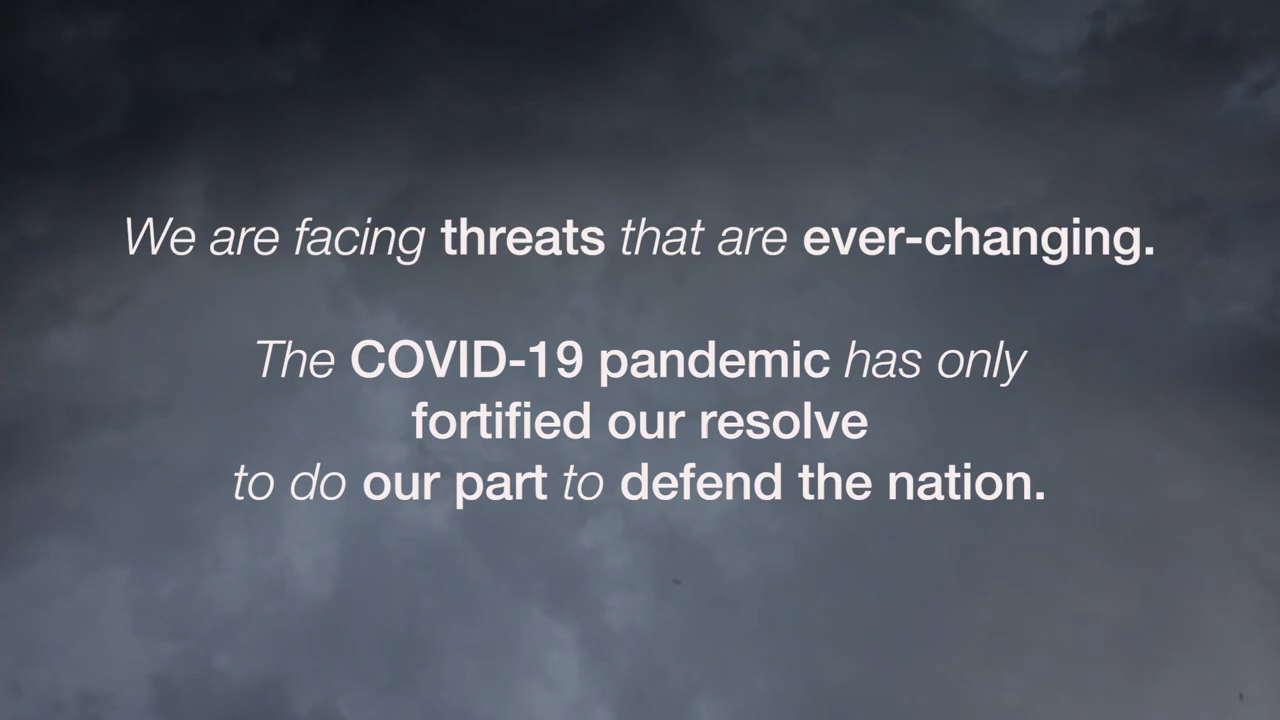 We are facing threats that are ever-changing.
The COVID-19 pandemic has only
fortified our resolve
to do our part to defend the nation.